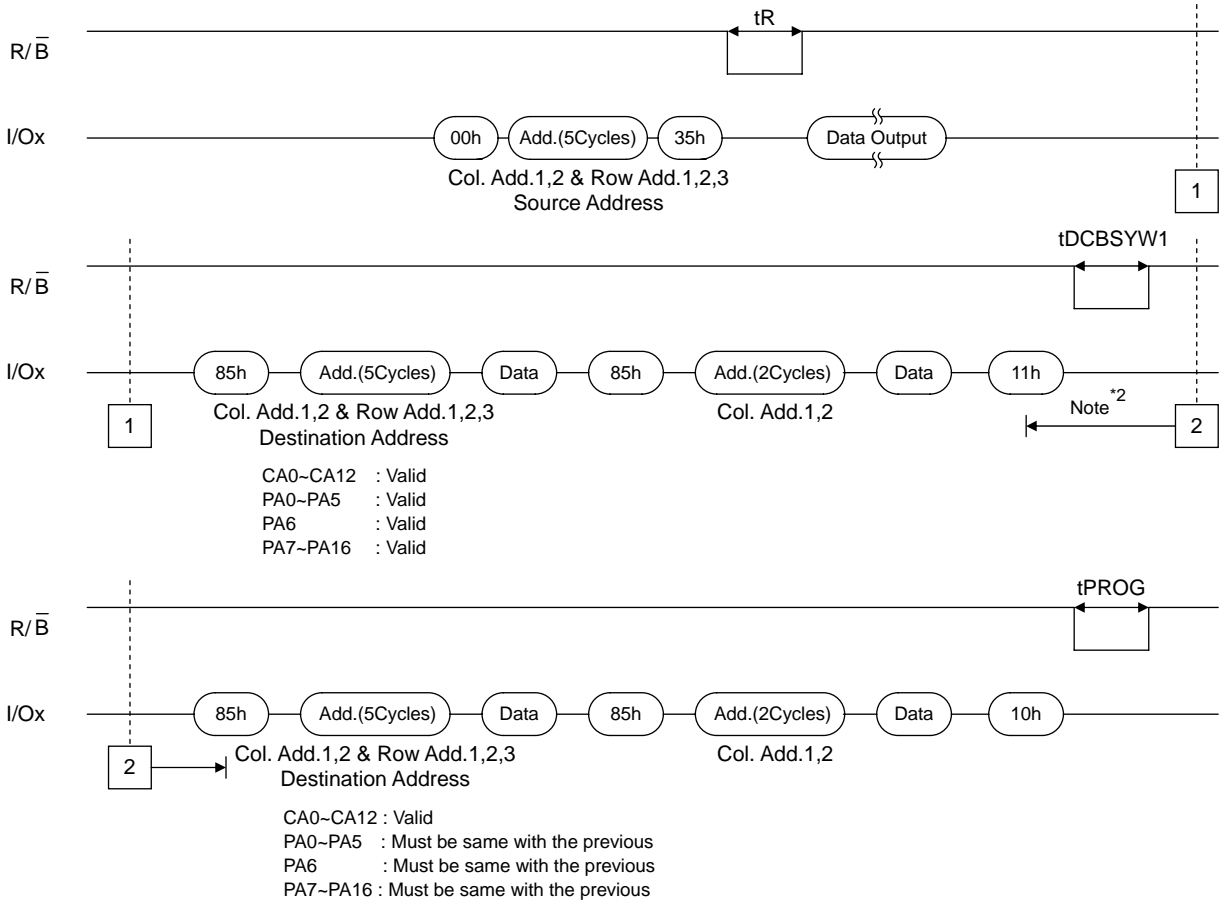 tR
R/B̅
I/Ox
00h
Add.(5Cycles)
35h
Data Output
Col. Add.1,2 & Row Add.1,2,3
Source Address
1
tDCBSYW1
R/B̅
I/Ox
85h
Add.(5Cycles)
Data
85h
Add.(2Cycles)
Data
11h
Col. Add.1,2 & Row Add.1,2,3
Destination Address
Col. Add.1,2
Note*2
1
2
CA0~CA12 : Valid
PA0~PA5 : Valid
PA6 : Valid
PA7~PA16 : Valid
tPROG
R/B̅
I/Ox
85h
Add.(5Cycles)
Data
85h
Add.(2Cycles)
Data
10h
2
Col. Add.1,2 & Row Add.1,2,3
Destination Address
Col. Add.1,2
CA0~CA12 : Valid
PA0~PA5 : Must be same with the previous
PA6 : Must be same with the previous
PA7~PA16 : Must be same with the previous